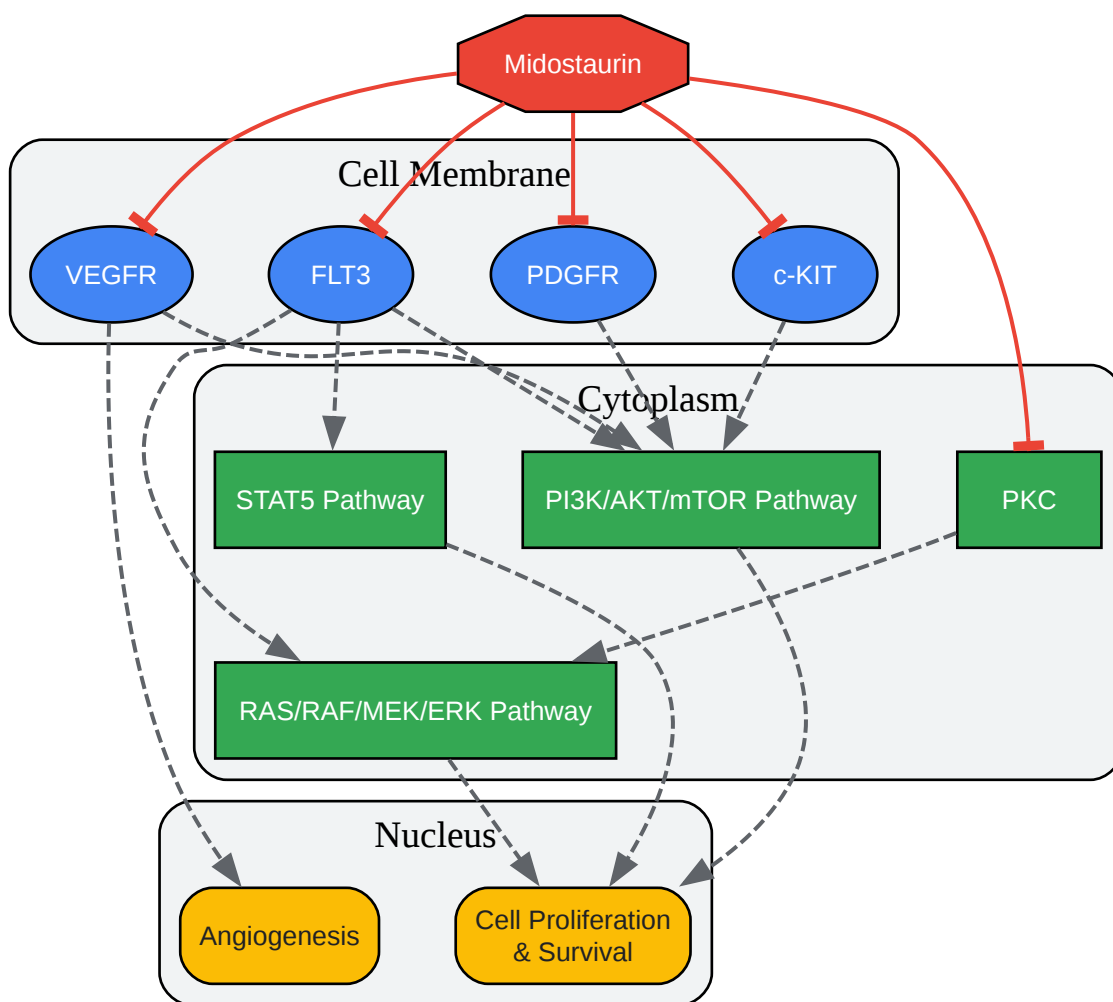 Midostaurin
Cell Membrane
VEGFR
FLT3
PDGFR
c-KIT
Cytoplasm
STAT5 Pathway
PI3K/AKT/mTOR Pathway
PKC
RAS/RAF/MEK/ERK Pathway
Nucleus
Angiogenesis
Cell Proliferation
& Survival